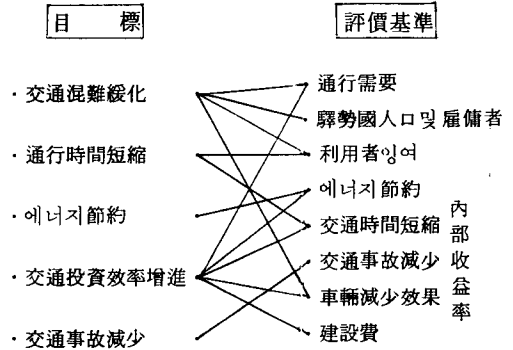 目 標
· 交通混難緩化
· 通行時間短縮
· 에너지節約
· 交通投資效率增進
· 交通事故減少
評價基準
通行需要
驛勢國人口및 雇傭者
利用者잉여
에너지節約
交通時間短縮
交通事故減少
車輛減少效果
建設費
內部收益率